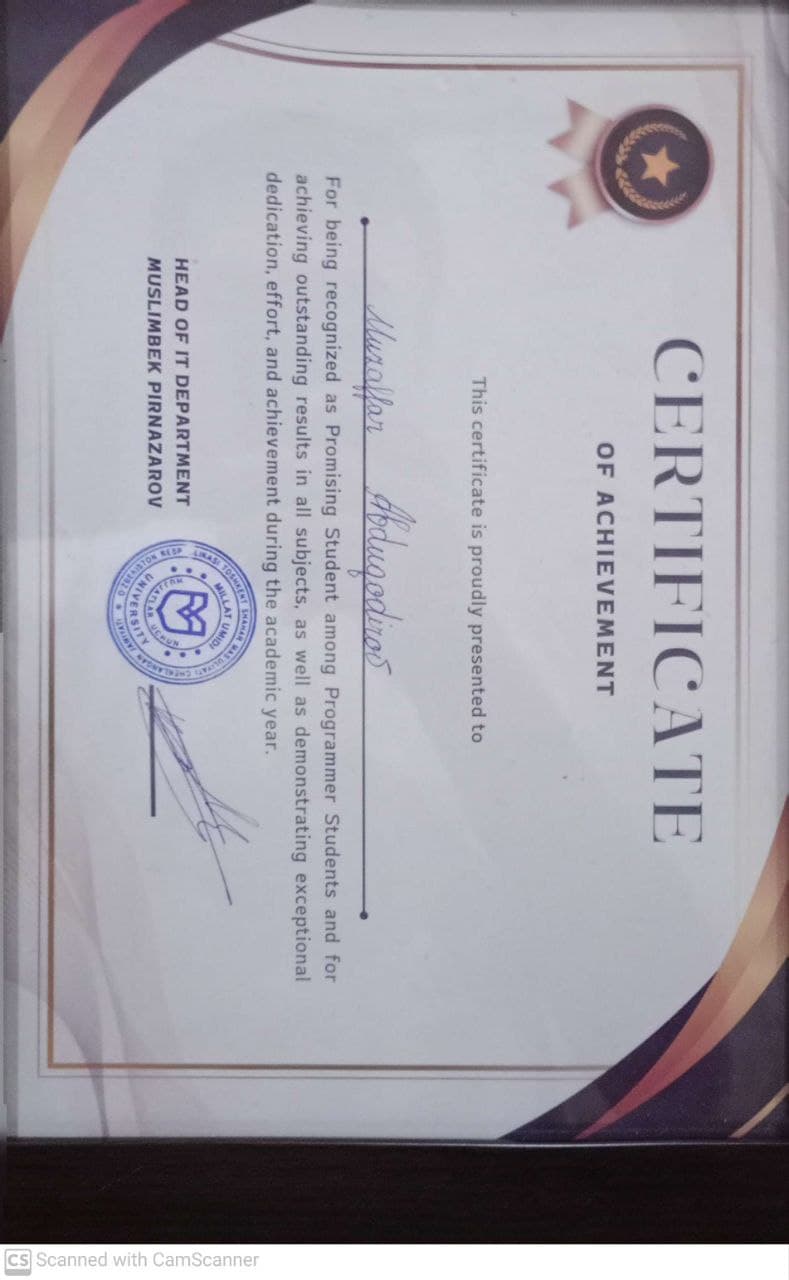 CERTIFICATE
OF ACHIEVEMENT
This certificate is proudly presented to
Muzaffar Abduqodirov
For being recognized as Promising Student among Programmer Students and for
achieving outstanding results in all subjects, as well as demonstrating exceptional
dedication, effort, and achievement during the academic year.
HEAD OF IT DEPARTMENT
MUSLIMBEK PIRNAZAROV
MILLAT UMIDI
UNIVERSITY
HUJJATLAR UCHUN
CS Scanned with CamScanner